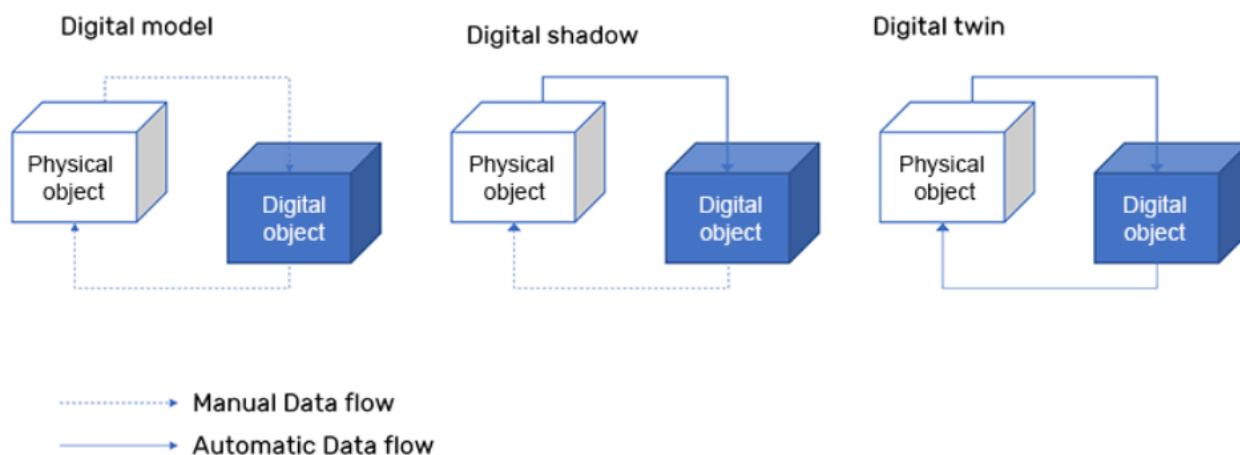 Digital model
Digital shadow
Digital twin
Physical
object
Digital
object
Physical
object
Digital
object
Physical
object
Digital
object
Manual Data flow
Automatic Data flow